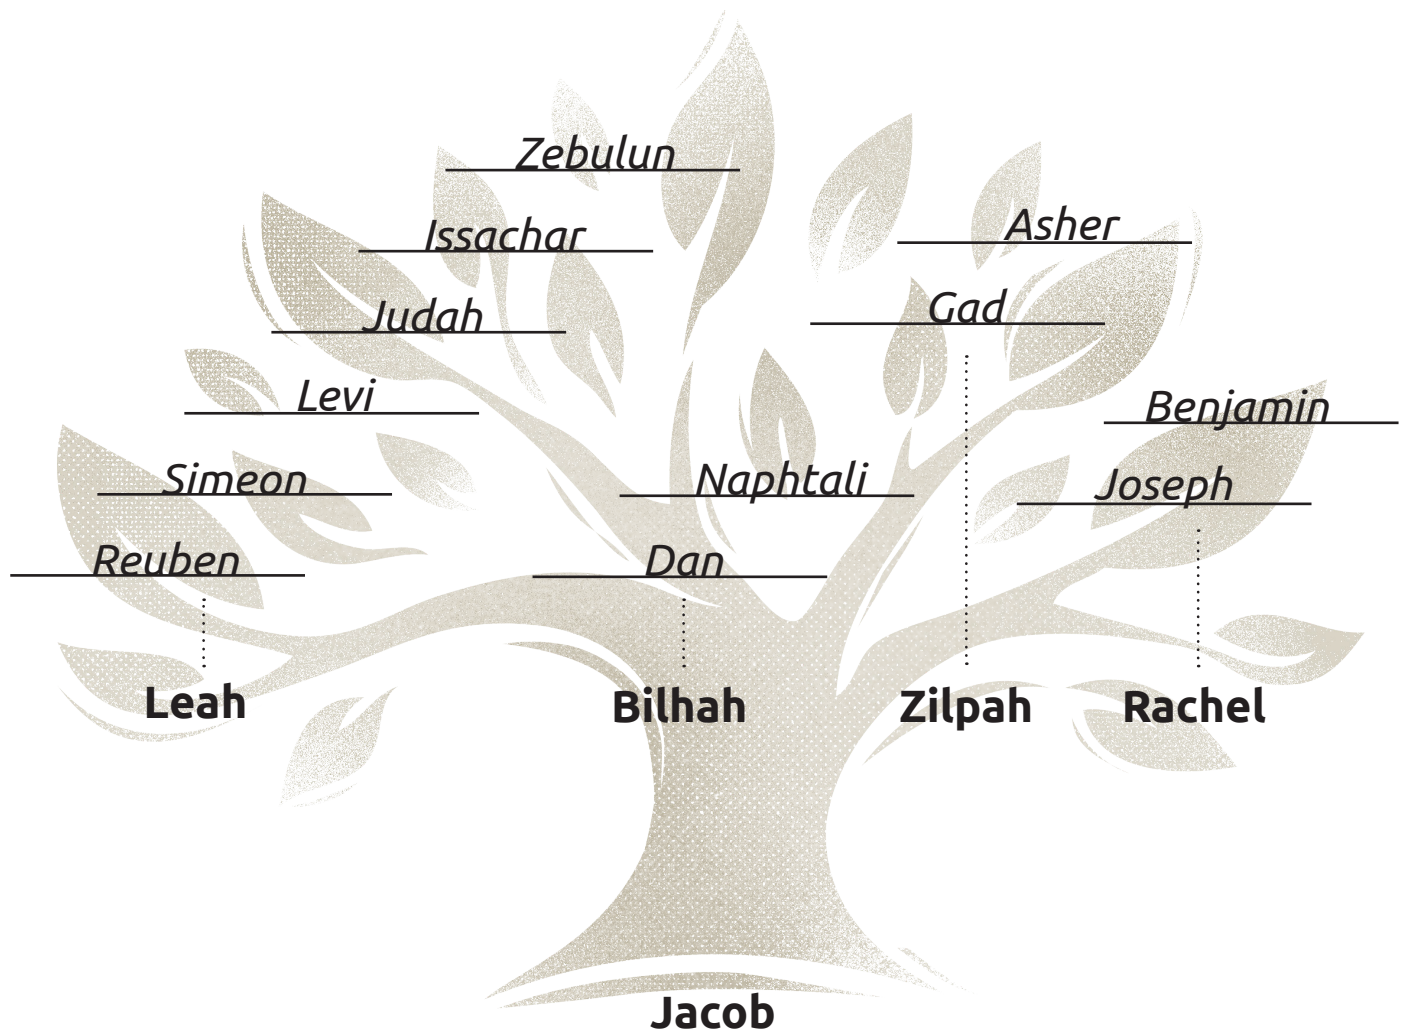 Zebulun
Issachar
Judah
Levi
Simeon
Reuben
Leah
Naphtali
Dan
Bilhah
Asher
Gad
Zilpah
Benjamin
Joseph
Rachel
Jacob